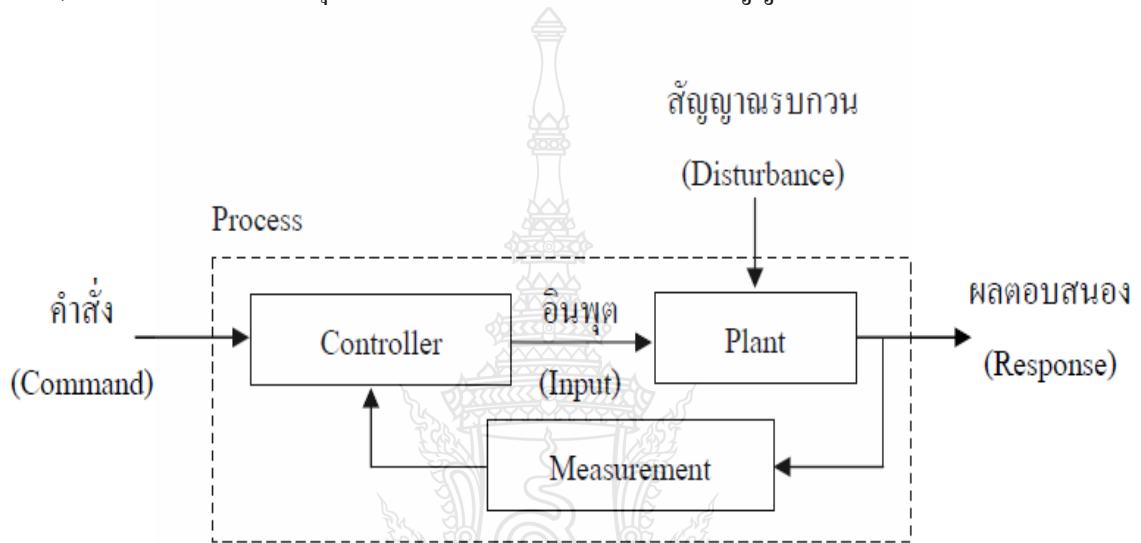 สัญญาณรบกวน
(Disturbance)
Process
คำสั่ง
(Command)
Controller
อินพุต
(Input)
Plant
ผลตอบสนอง
(Response)
Measurement